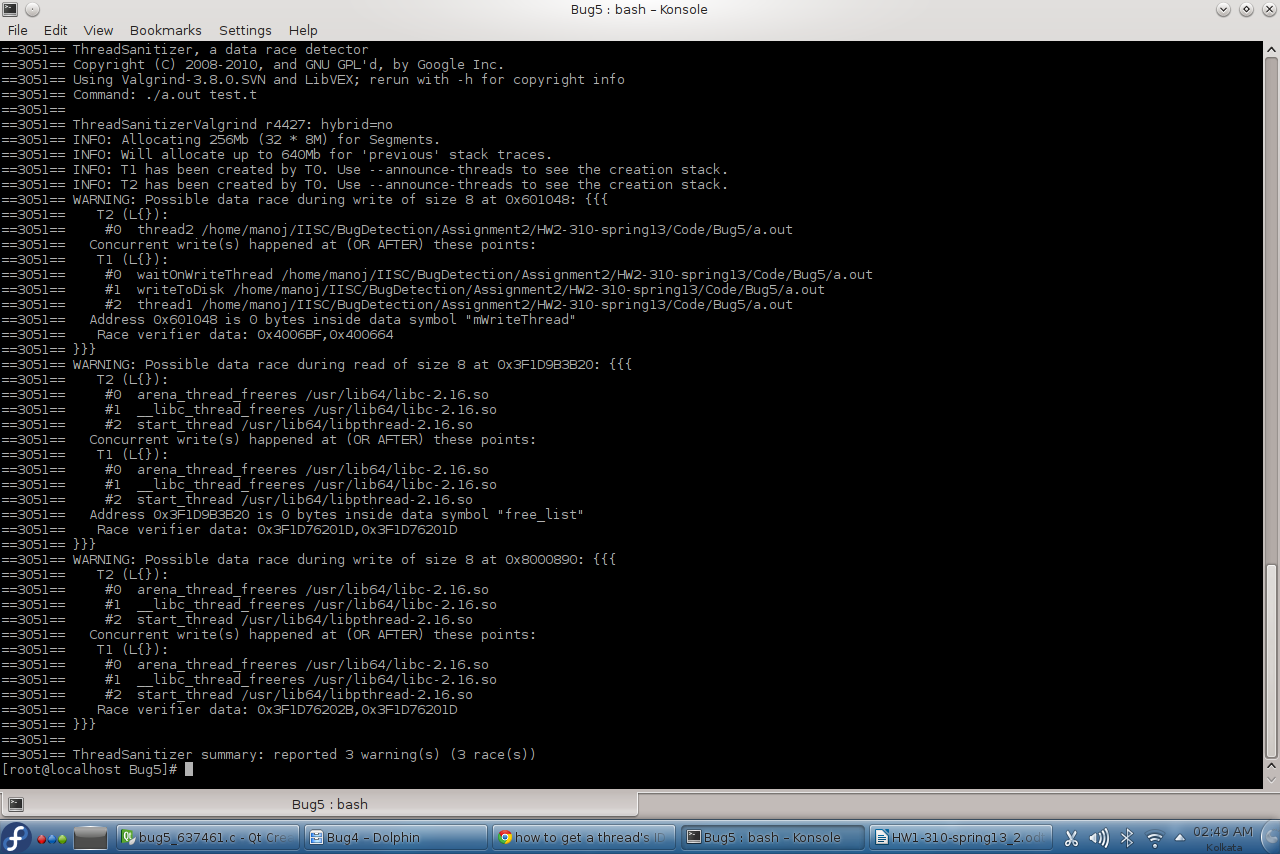 Bug5 : bash – Konsole
File Edit View Bookmarks Settings Help
==3051== ThreadSanitizer, a data race detector
==3051== Copyright (C) 2008-2010, and GNU GPL'd, by Google Inc.
==3051== Using Valgrind-3.8.0.SVN and LibVEX; rerun with -h for copyright info
==3051== Command: ./a.out test.t
==3051==
==3051== ThreadSanitizerValgrind r4427: hybrid=no
==3051== INFO: Allocating 256Mb (32 * 8M) for Segments.
==3051== INFO: Will allocate up to 640Mb for 'previous' stack traces.
==3051== INFO: T1 has been created by T0. Use --announce-threads to see the creation stack.
==3051== INFO: T2 has been created by T0. Use --announce-threads to see the creation stack.
==3051== WARNING: Possible data race during write of size 8 at 0x601048: {{{
==3051==    T2 (L{}):
==3051==     #0  thread2 /home/manoj/IISC/BugDetection/Assignment2/HW2-310-spring13/Code/Bug5/a.out
==3051==   Concurrent write(s) happened at (OR AFTER) these points:
==3051==    T1 (L{}):
==3051==     #0  waitOnWriteThread /home/manoj/IISC/BugDetection/Assignment2/HW2-310-spring13/Code/Bug5/a.out
==3051==     #1  writeToDisk /home/manoj/IISC/BugDetection/Assignment2/HW2-310-spring13/Code/Bug5/a.out
==3051==     #2  thread1 /home/manoj/IISC/BugDetection/Assignment2/HW2-310-spring13/Code/Bug5/a.out
==3051==   Address 0x601048 is 0 bytes inside data symbol "mWriteThread"
==3051==    Race verifier data: 0x4006BF,0x400664
==3051== }}}
==3051== WARNING: Possible data race during read of size 8 at 0x3F1D9B3B20: {{{
==3051==    T2 (L{}):
==3051==     #0  arena_thread_freeres /usr/lib64/libc-2.16.so
==3051==     #1  __libc_thread_freeres /usr/lib64/libc-2.16.so
==3051==     #2  start_thread /usr/lib64/libpthread-2.16.so
==3051==   Concurrent write(s) happened at (OR AFTER) these points:
==3051==    T1 (L{}):
==3051==     #0  arena_thread_freeres /usr/lib64/libc-2.16.so
==3051==     #1  __libc_thread_freeres /usr/lib64/libc-2.16.so
==3051==     #2  start_thread /usr/lib64/libpthread-2.16.so
==3051==   Address 0x3F1D9B3B20 is 0 bytes inside data symbol "free_list"
==3051==    Race verifier data: 0x3F1D76201D,0x3F1D76201D
==3051== }}}
==3051== WARNING: Possible data race during write of size 8 at 0x8000890: {{{
==3051==    T2 (L{}):
==3051==     #0  arena_thread_freeres /usr/lib64/libc-2.16.so
==3051==     #1  __libc_thread_freeres /usr/lib64/libc-2.16.so
==3051==     #2  start_thread /usr/lib64/libpthread-2.16.so
==3051==   Concurrent write(s) happened at (OR AFTER) these points:
==3051==    T1 (L{}):
==3051==     #0  arena_thread_freeres /usr/lib64/libc-2.16.so
==3051==     #1  __libc_thread_freeres /usr/lib64/libc-2.16.so
==3051==     #2  start_thread /usr/lib64/libpthread-2.16.so
==3051==    Race verifier data: 0x3F1D76202B,0x3F1D76201D
==3051== }}}
==3051==
==3051== ThreadSanitizer summary: reported 3 warning(s) (3 race(s))
[root@localhost Bug5]#
Bug5 : bash
bug5_637461.c - Qt Cre Bug4 – Dolphin how to get a thread's ID Bug5 : bash – Konsole HW1-310-spring13_2.od 02:49 AM
Kolkata